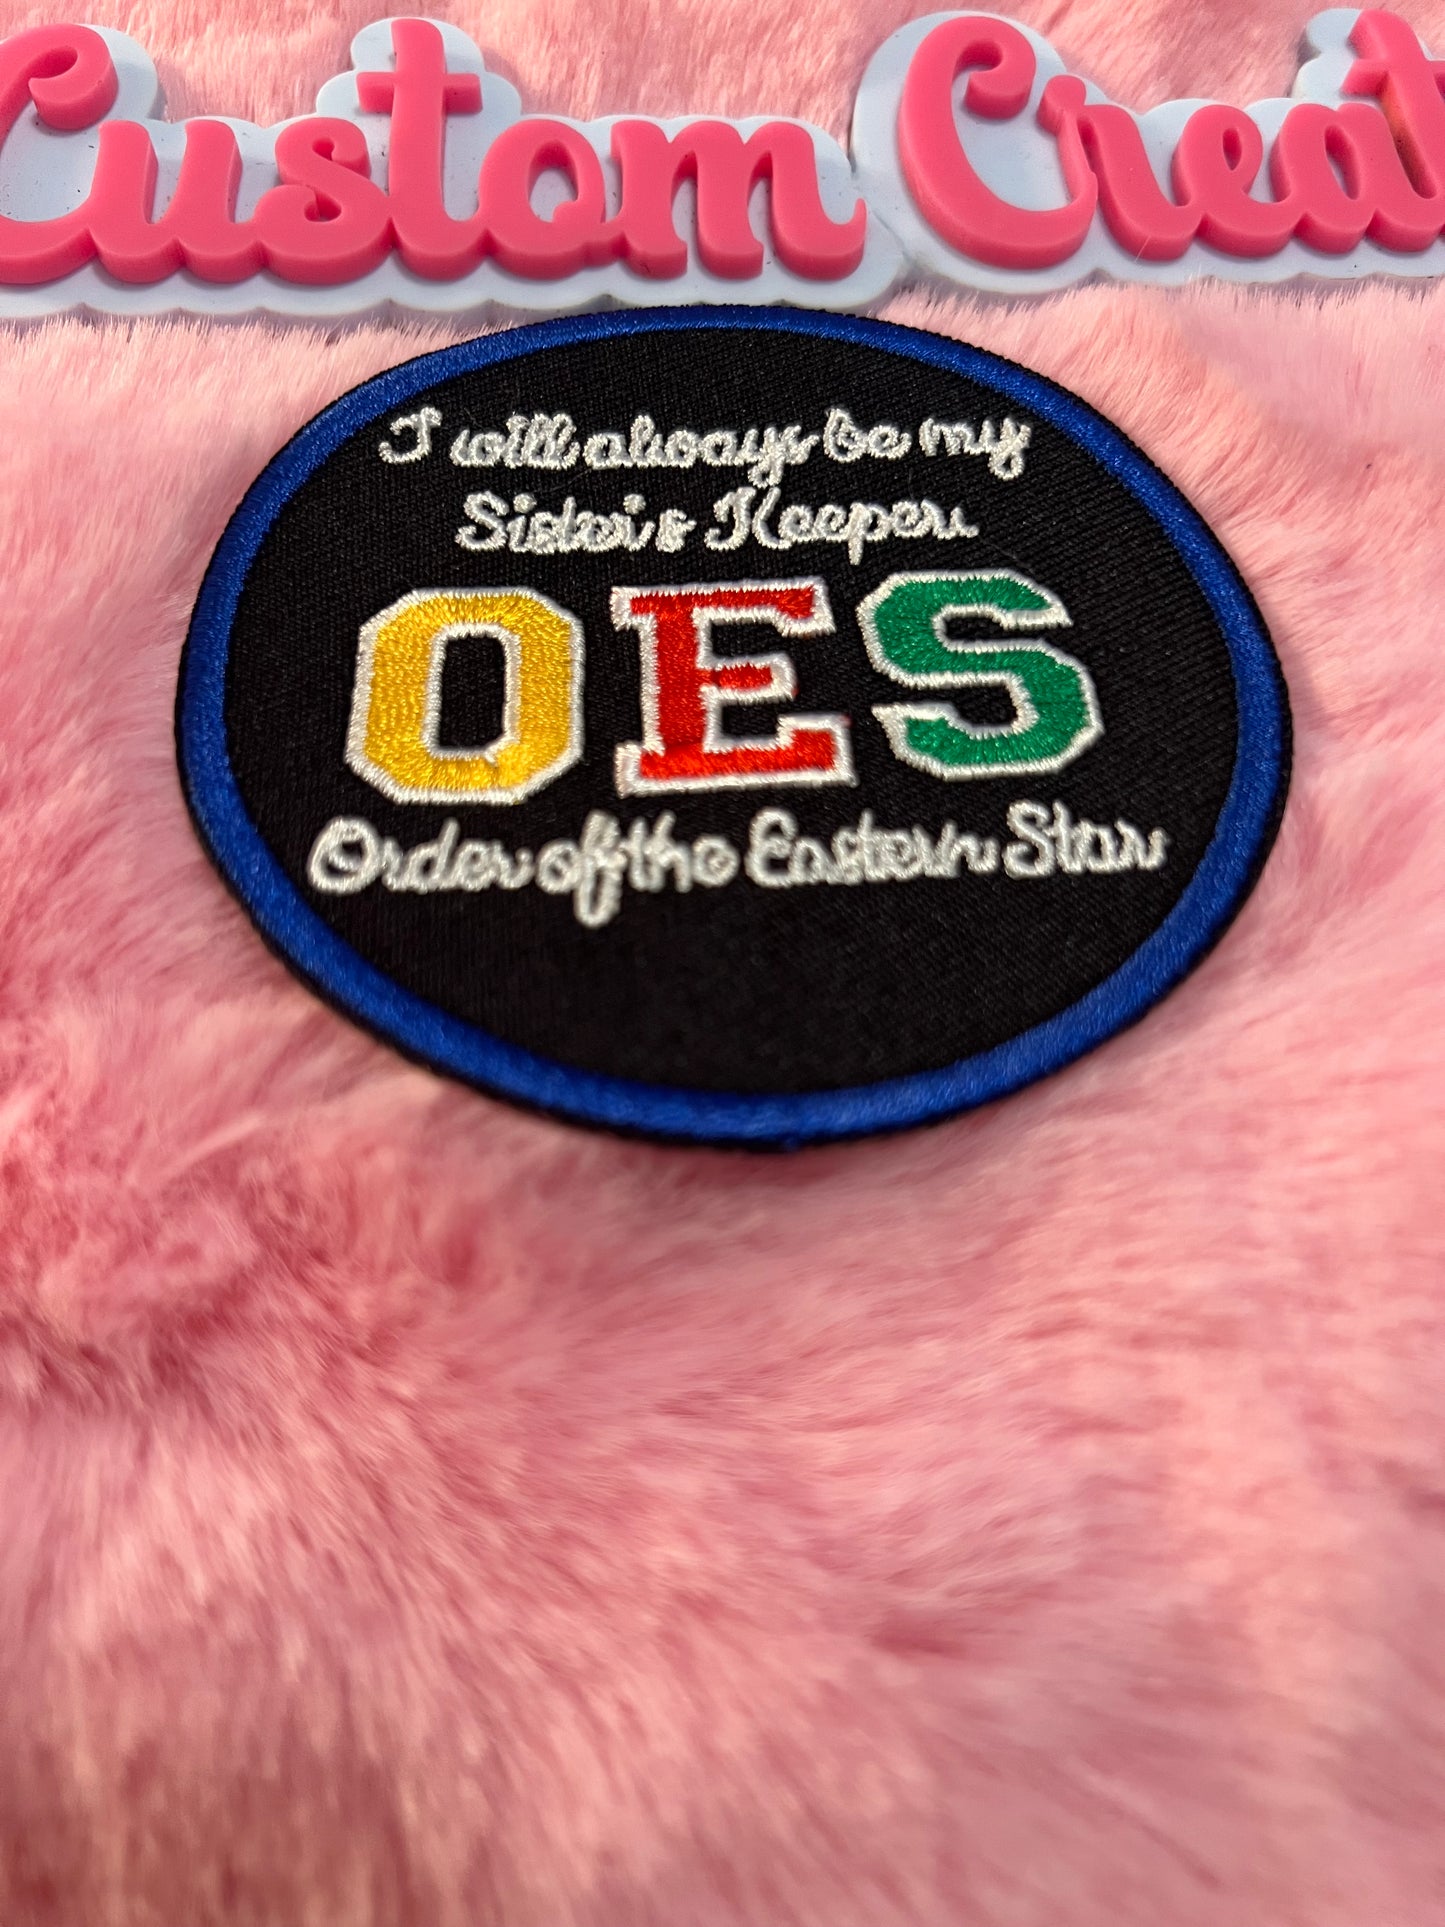 Custom Creat
I will always be my
Sister's Keeper
OES
Order of the Eastern Star